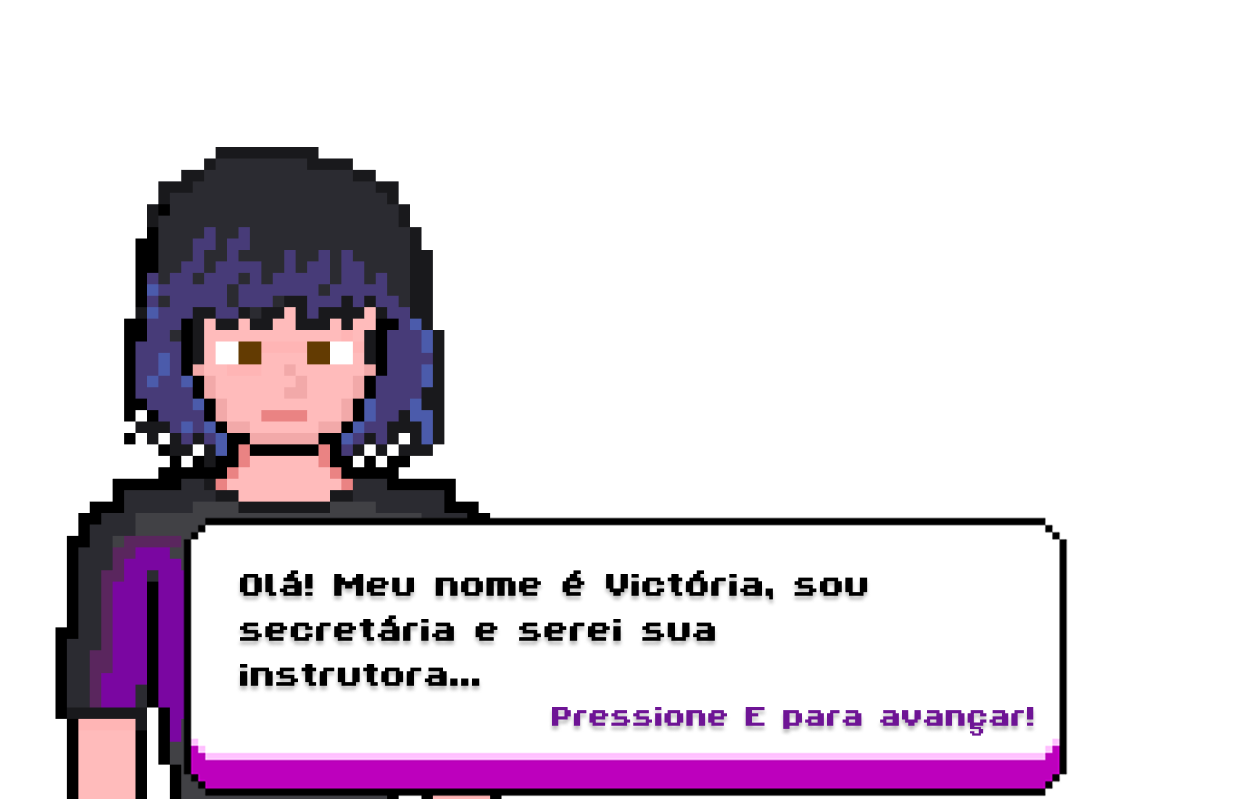 Olá! Meu nome é Victória, sou
secretária e serei sua
instrutora...
Pressione E para avançar!